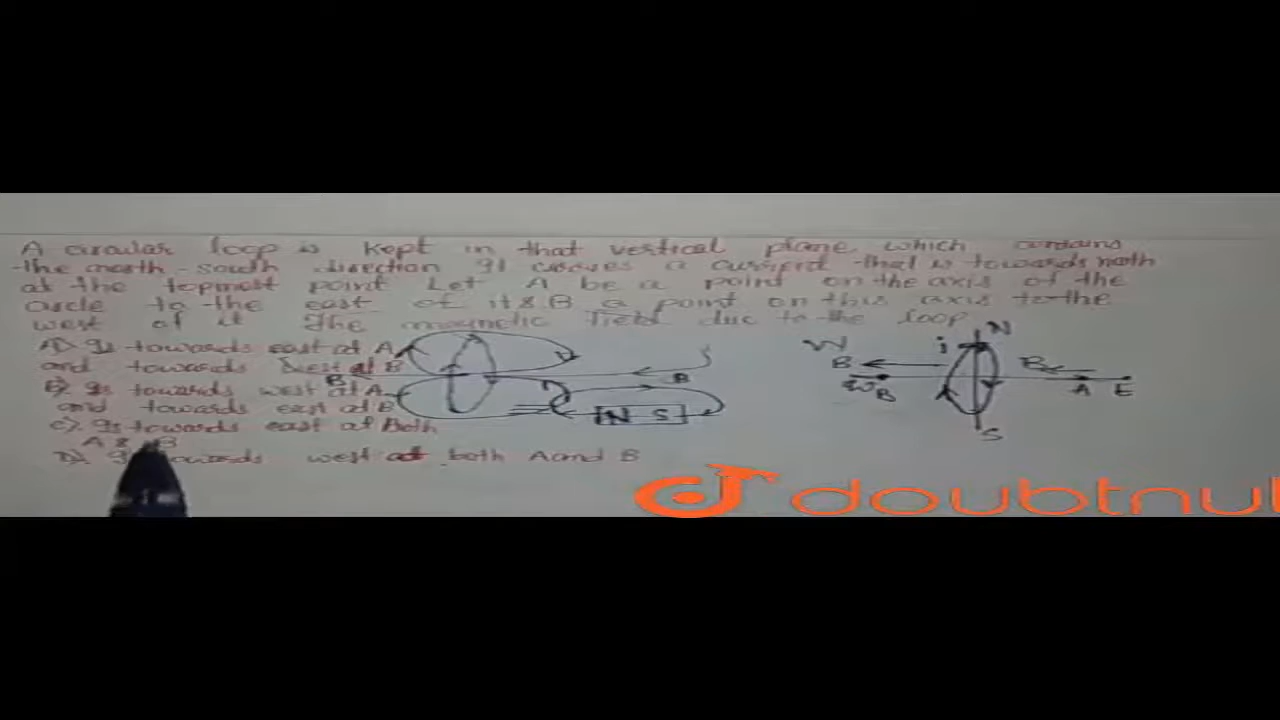 A circular loop is kept in that vertical plane which contains
the north-south direction It carries a current that is towards north
at the topmost point Let A be a point on the axis of the
circle to the east of it & B a point on this axis to the
west of it The magnetic field due to the loop
A) Is towards east at A
and towards west at B
B) Is towards west at A
and towards east at B
C) Is towards east at Both
A & B
D) Is towards west at both A and B
B
B
N S
W
B
B
i
N
B
A
E
S
doubtnut